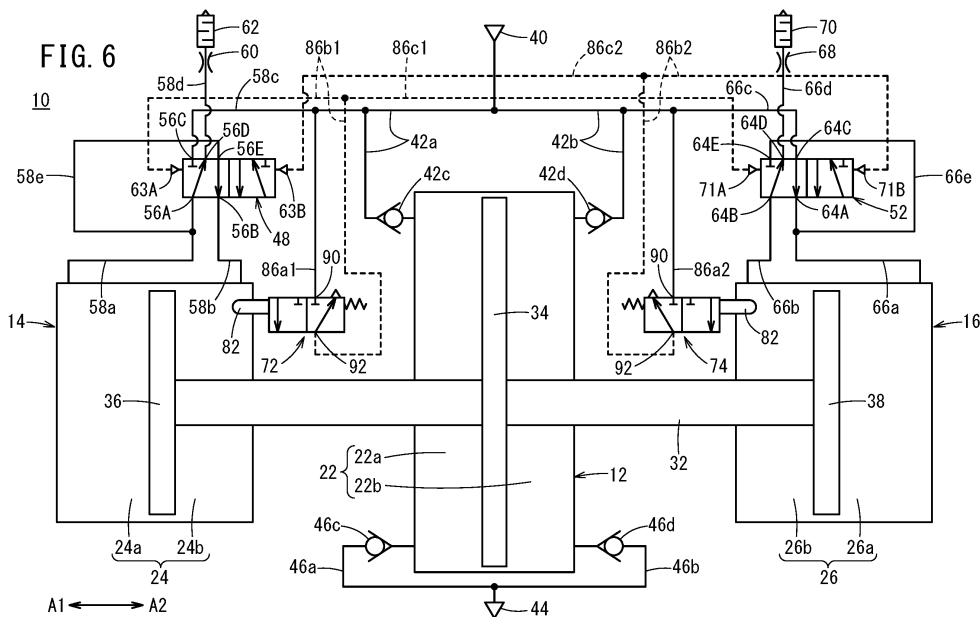 FIG. 6
10
62
60
58d
58c
86b1
86c1
40
86c2
86b2
70
68
66c
66d
56C
56D
56E
42a
42b
64D
64C
64E
58e
63A
56A
63B
56B
48
42c
42d
71A
64B
64A
71B
52
66e
58a
58b
86a1
90
90
86a2
66b
66a
14
82
72
92
34
92
74
82
16
36
38
32
22
22a
22b
12
24a
24b
24
46c
46a
46d
46b
26b
26a
26
A1
A2
44